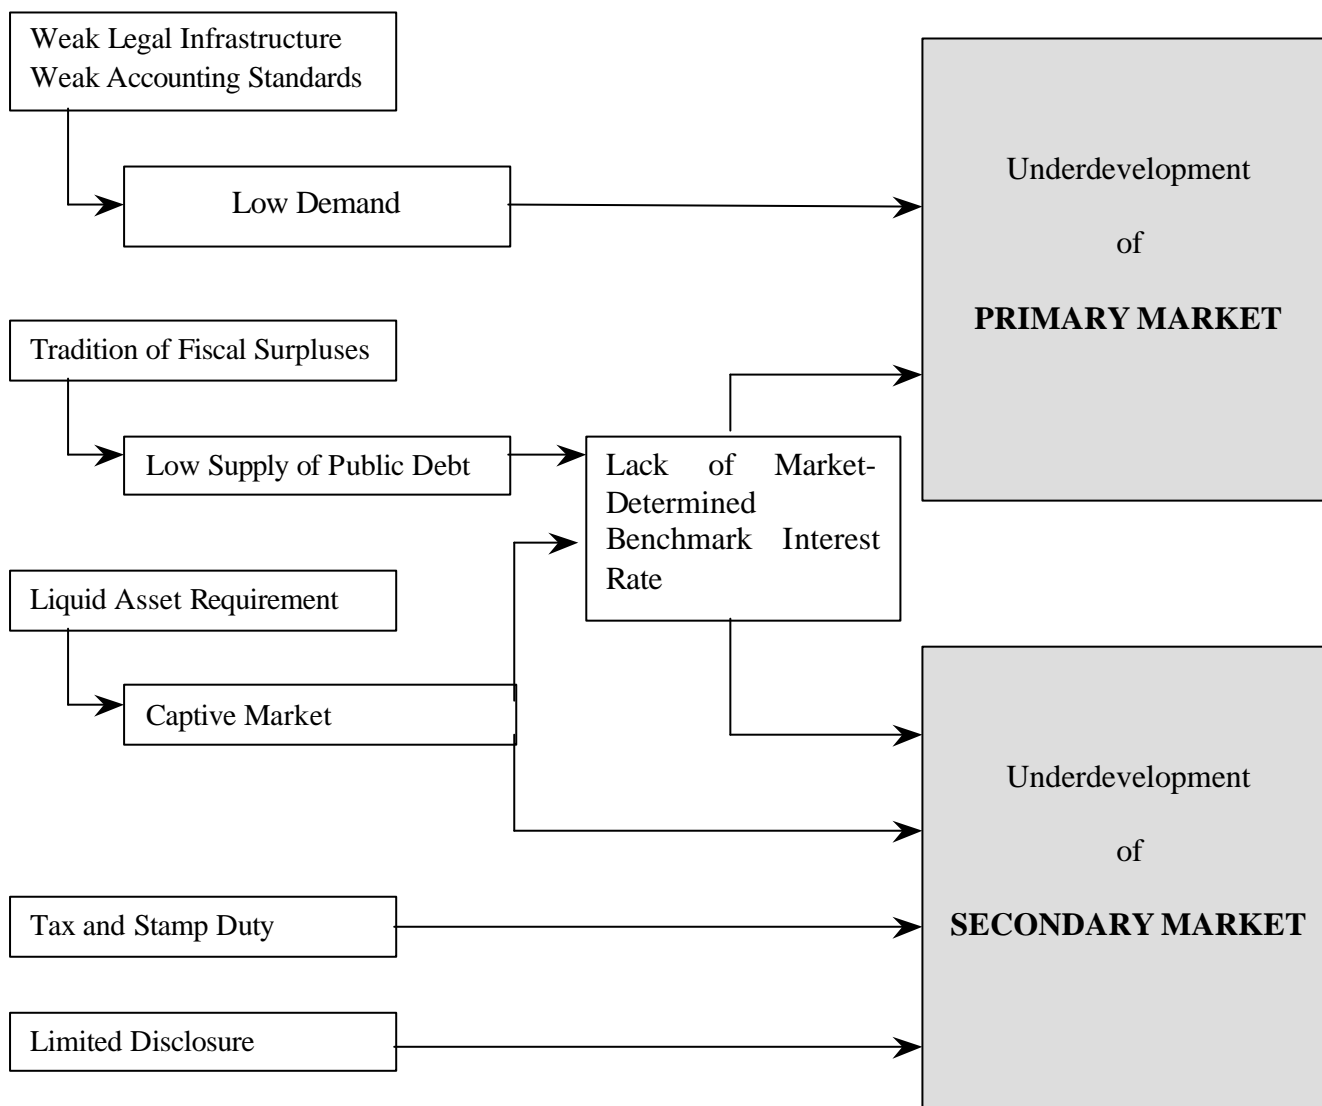 Weak Legal Infrastructure
Weak Accounting Standards
Low Demand
Underdevelopment
of
PRIMARY MARKET
Tradition of Fiscal Surpluses
Low Supply of Public Debt
Lack of Market-
Determined
Benchmark Interest
Rate
Liquid Asset Requirement
Captive Market
Underdevelopment
of
SECONDARY MARKET
Tax and Stamp Duty
Limited Disclosure